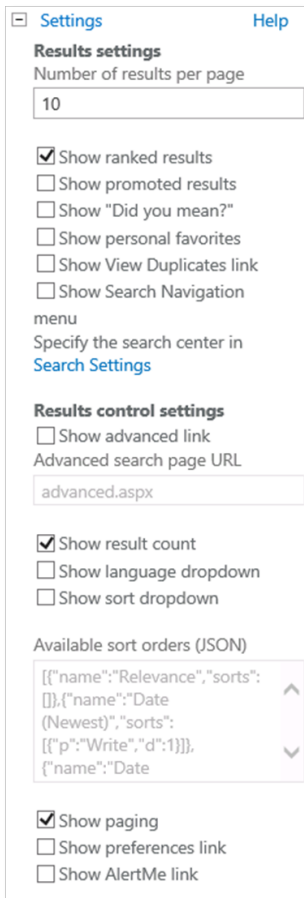 Settings Help
Results settings
Number of results per page
10
Show ranked results
Show promoted results
Show "Did you mean?"
Show personal favorites
Show View Duplicates link
Show Search Navigation
menu
Specify the search center in
Search Settings
Results control settings
Show advanced link
Advanced search page URL
advanced.aspx
Show result count
Show language dropdown
Show sort dropdown
Available sort orders (JSON)
[{"name":"Relevance","sorts":
[]},{"name":"Date
(Newest)","sorts":
[{"p":"Write","d":1}]},
{"name":"Date
Show paging
Show preferences link
Show AlertMe link